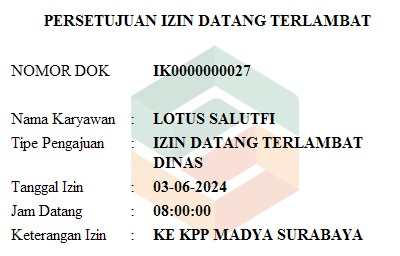 PERSETUJUAN IZIN DATANG TERLAMBAT
NOMOR DOK IK0000000027
Nama Karyawan : LOTUS SALUTFI
Tipe Pengajuan : IZIN DATANG TERLAMBAT
DINAS
Tanggal Izin : 03-06-2024
Jam Datang : 08:00:00
Keterangan Izin : KE KPP MADYA SURABAYA